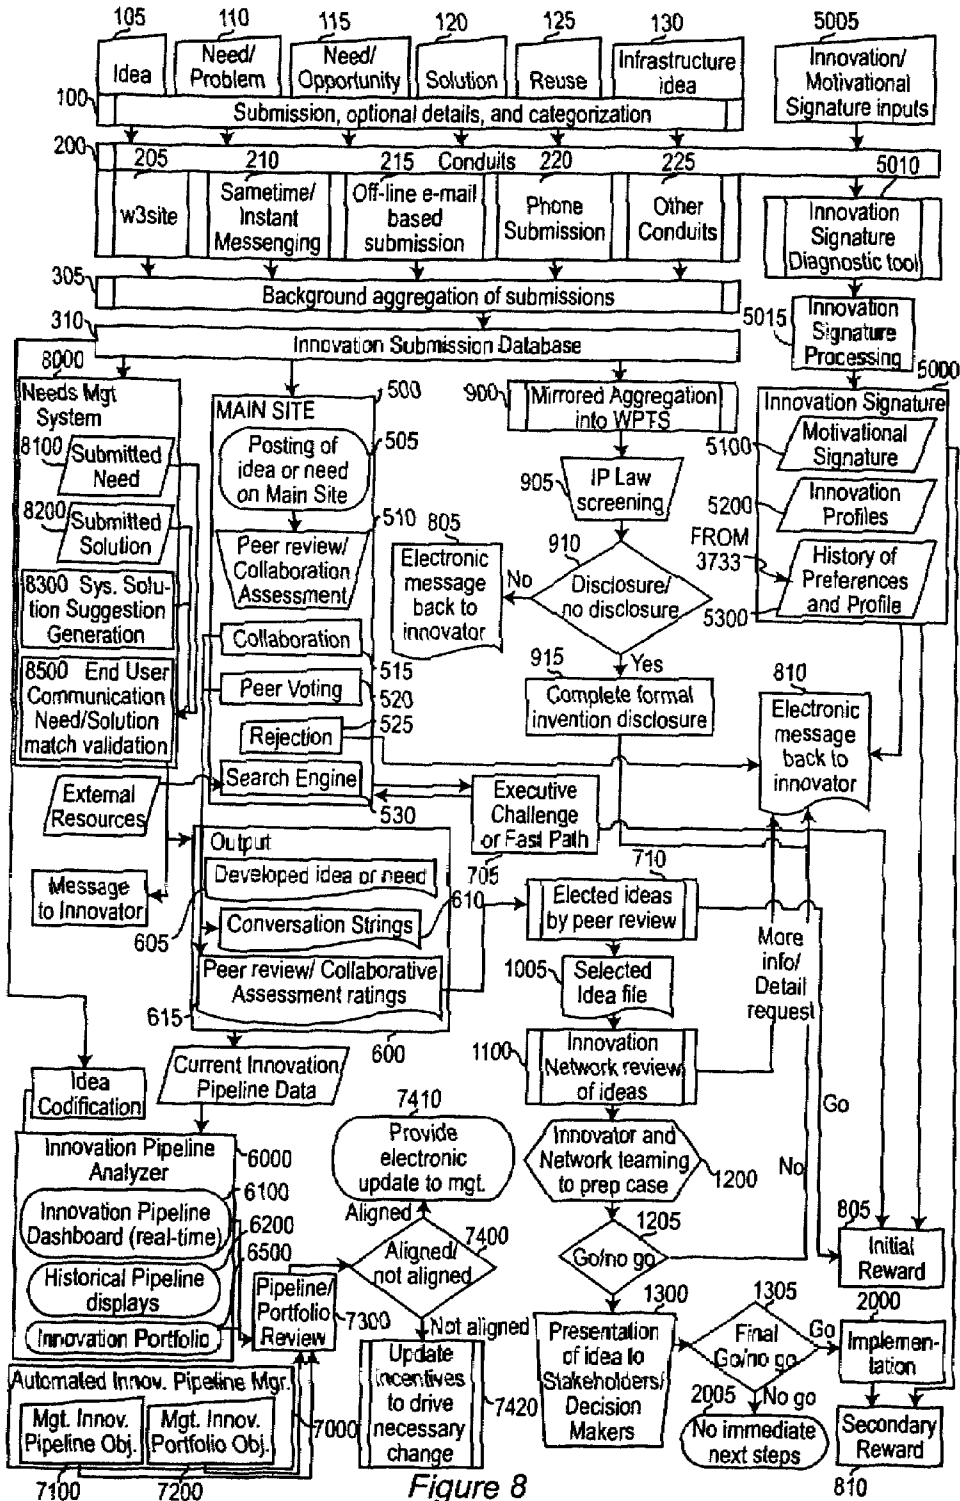 105 110 115 120 125 130 5005
Idea
Need/
Problem
Need/
Opportunity
Solution
Reuse
Infrastructure
idea
Innovation/
Motivational
Signature inputs
100
Submission, optional details, and categorization
200
Conduits
205 210 215 220 225 5010
w3site
Sametime/
Instant
Messenging
Off-line e-mail
based
submission
Phone
Submission
Other
Conduits
Innovation
Signature
Diagnostic tool
305
Background aggregation of submissions
310
Innovation Submission Database
5015
Innovation
Signature
Processing
8000
Needs Mgt
System
8100
Submitted
Need
8200
Submitted
Solution
8300 Sys. Solu-
tion Suggestion
Generation
8500 End User
Communication
Need/Solution
match validation
External
Resources
Message
to Innovator
500
MAIN SITE
Posting of
idea or need
on Main Site
505
510
Peer review/
Collaboration
Assessment
Collaboration
515
Peer Voting
520
525
Rejection
Search Engine
530
900
Mirrored Aggregation
into WPTS
905
IP Law
screening
805
Electronic
message
back to
innovator
No
910
Disclosure/
no disclosure
Yes
915
Complete formal
invention disclosure
5000
Innovation Signature
5100
Motivational
Signature
5200
Innovation
Profiles
FROM
3733
History of
Preferences
and Profile
5300
810
Electronic
message
back to
innovator
Executive
Challenge
or Fast Path
705
Output
Developed idea or need
605
610
Conversation Strings
Peer review/ Collaborative
Assessment ratings
615
600
710
Elected ideas
by peer review
1005
Selected
Idea file
1100
Innovation
Network review
of ideas
More
info/
Detail
request
Go
Current Innovation
Pipeline Data
Idea
Codification
Innovation Pipeline
Analyzer
6000
6100
Innovation Pipeline
Dashboard (real-time)
6200
Historical Pipeline
displays
6500
Innovation Portfolio
Pipeline/
Portfolio
Review
7300
7410
Provide
electronic
update to mgt.
Aligned
7400
Aligned/
not aligned
Not aligned
Update
incentives
to drive
necessary
change
7420
Innovator and
Network teaming
to prep case
1200
No
1205
Go/no go
1300
Presentation
of idea to
Stakeholders/
Decision
Makers
1305
Final
Go/no go
Go
No go
2005
No immediate
next steps
805
Initial
Reward
2000
Implemen-
tation
Secondary
Reward
810
Automated Innov. Pipeline Mgr.
Mgt. Innov.
Pipeline Obj.
Mgt. Innov.
Portfolio Obj.
7000
7100 7200
Figure 8